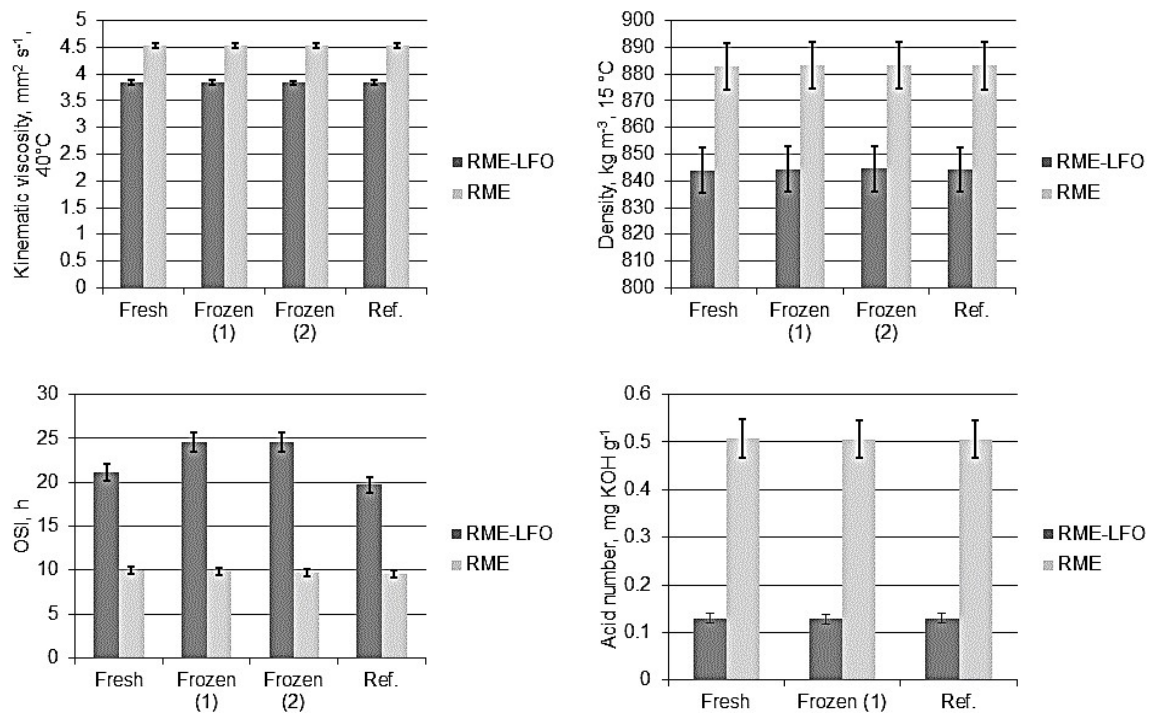 Kinematic viscosity, mm² s⁻¹,
40°C
5
4.5
4
3.5
3
2.5
2
1.5
1
0.5
0
Fresh Frozen Frozen Ref.
(1) (2)
RME-LFO
RME
Density, kg m⁻³, 15 °C
900
890
880
870
860
850
840
830
820
810
800
Fresh Frozen Frozen Ref.
(1) (2)
RME-LFO
RME
OSI, h
30
25
20
15
10
5
0
Fresh Frozen Frozen Ref.
(1) (2)
RME-LFO
RME
Acid number, mg KOH g⁻¹
0.6
0.5
0.4
0.3
0.2
0.1
0
Fresh Frozen (1) Ref.
RME-LFO
RME